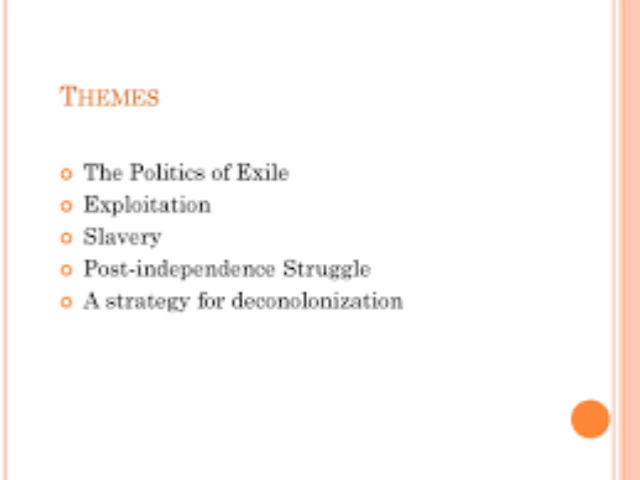 THEMES
The Politics of Exile
Exploitation
Slavery
Post-independence Struggle
A strategy for deconolonization